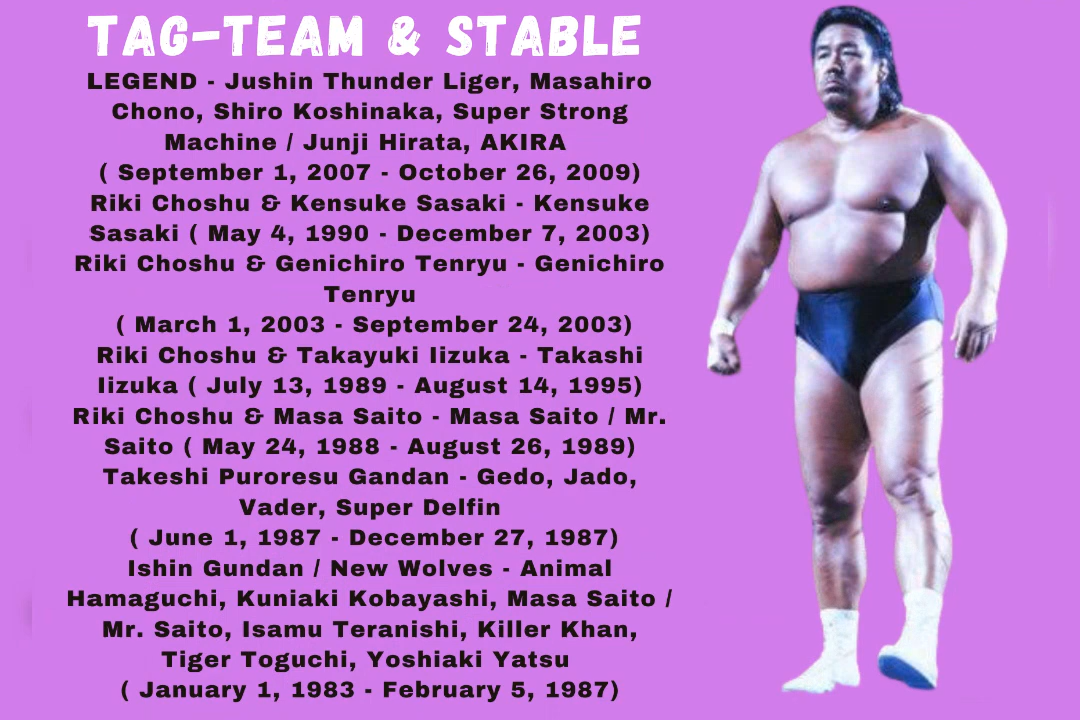 TAG-TEAM & STABLE
LEGEND - Jushin Thunder Liger, Masahiro
Chono, Shiro Koshinaka, Super Strong
Machine / Junji Hirata, AKIRA
( September 1, 2007 - October 26, 2009)
Riki Choshu & Kensuke Sasaki - Kensuke
Sasaki ( May 4, 1990 - December 7, 2003)
Riki Choshu & Genichiro Tenryu - Genichiro
Tenryu
( March 1, 2003 - September 24, 2003)
Riki Choshu & Takayuki Iizuka - Takashi
Iizuka ( July 13, 1989 - August 14, 1995)
Riki Choshu & Masa Saito - Masa Saito / Mr.
Saito ( May 24, 1988 - August 26, 1989)
Takeshi Puroresu Gandan - Gedo, Jado,
Vader, Super Delfin
( June 1, 1987 - December 27, 1987)
Ishin Gundan / New Wolves - Animal
Hamaguchi, Kuniaki Kobayashi, Masa Saito /
Mr. Saito, Isamu Teranishi, Killer Khan,
Tiger Toguchi, Yoshiaki Yatsu
( January 1, 1983 - February 5, 1987)